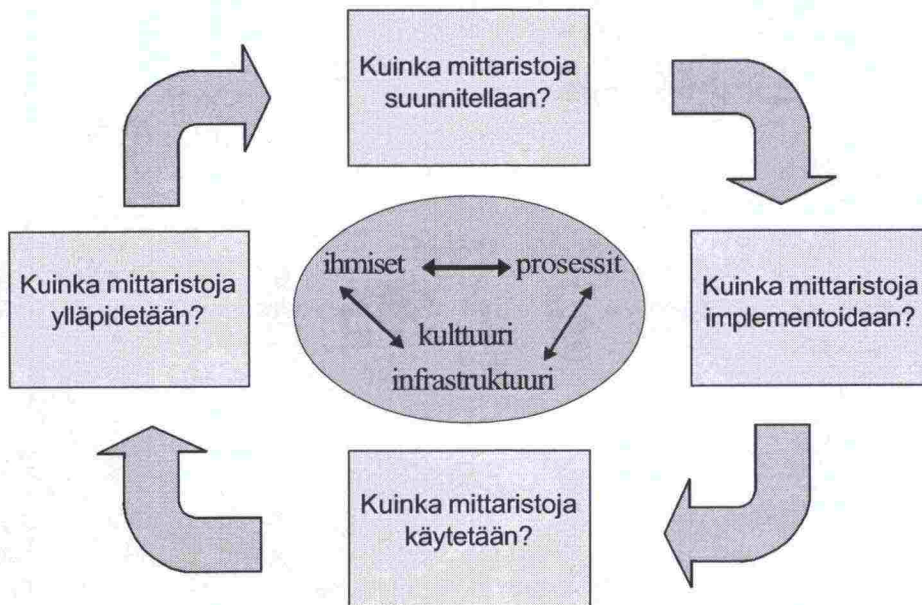 Kuinka mittaristoja
suunnitellaan?
Kuinka mittaristoja
ylläpidetään?
ihmiset
prosessit
kulttuuri
infrastruktuuri
Kuinka mittaristoja
implementoidaan?
Kuinka mittaristoja
käytetään?